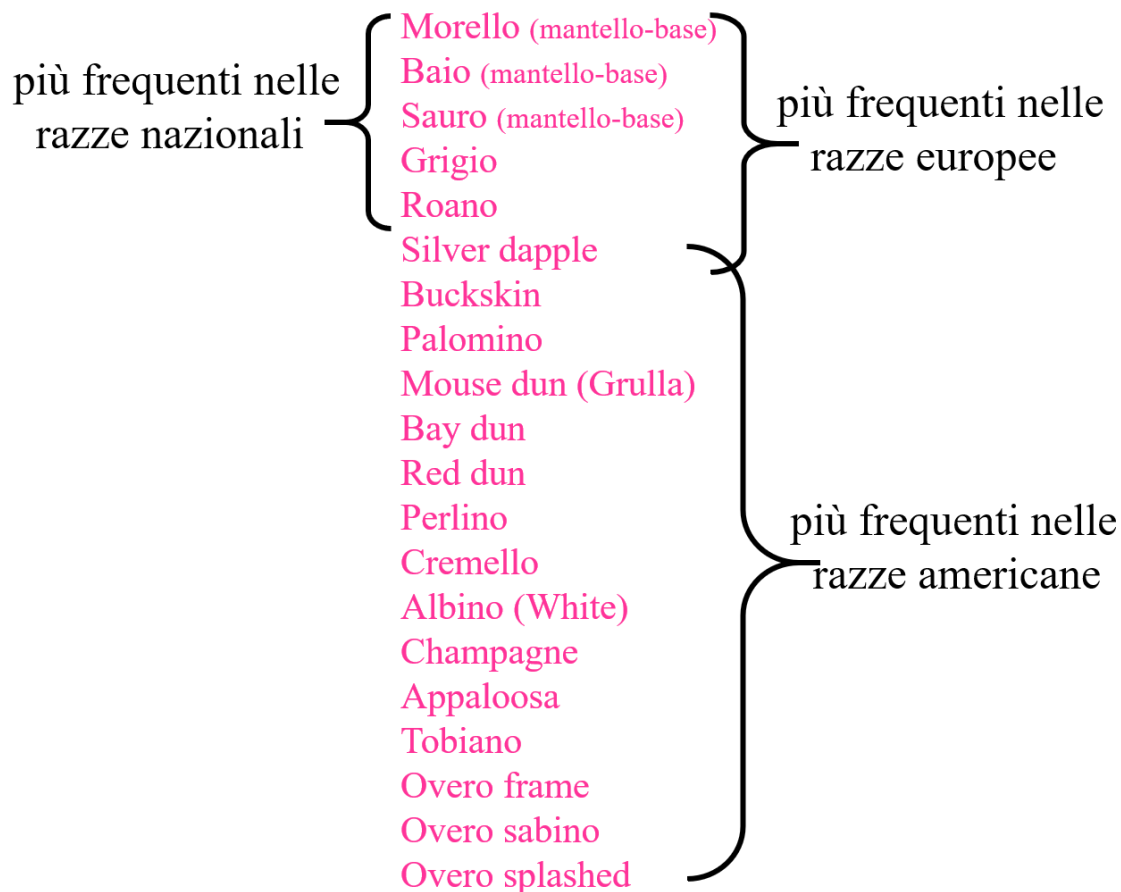 più frequenti nelle
razze nazionali
Morello (mantello-base)
Baio (mantello-base)
Sauro (mantello-base)
Grigio
Roano
Silver dapple
Buckskin
Palomino
Mouse dun (Grulla)
Bay dun
Red dun
Perlino
Cremello
Albino (White)
Champagne
Appaloosa
Tobiano
Overo frame
Overo sabino
Overo splashed
più frequenti nelle
razze europee
più frequenti nelle
razze americane